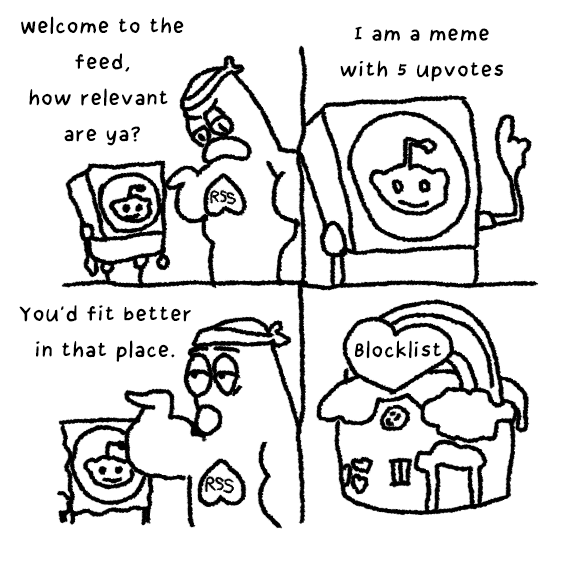 welcome to the
feed,
how relevant
are ya?
RSS
I am a meme
with 5 upvotes
You'd fit better
in that place.
RSS
Blocklist